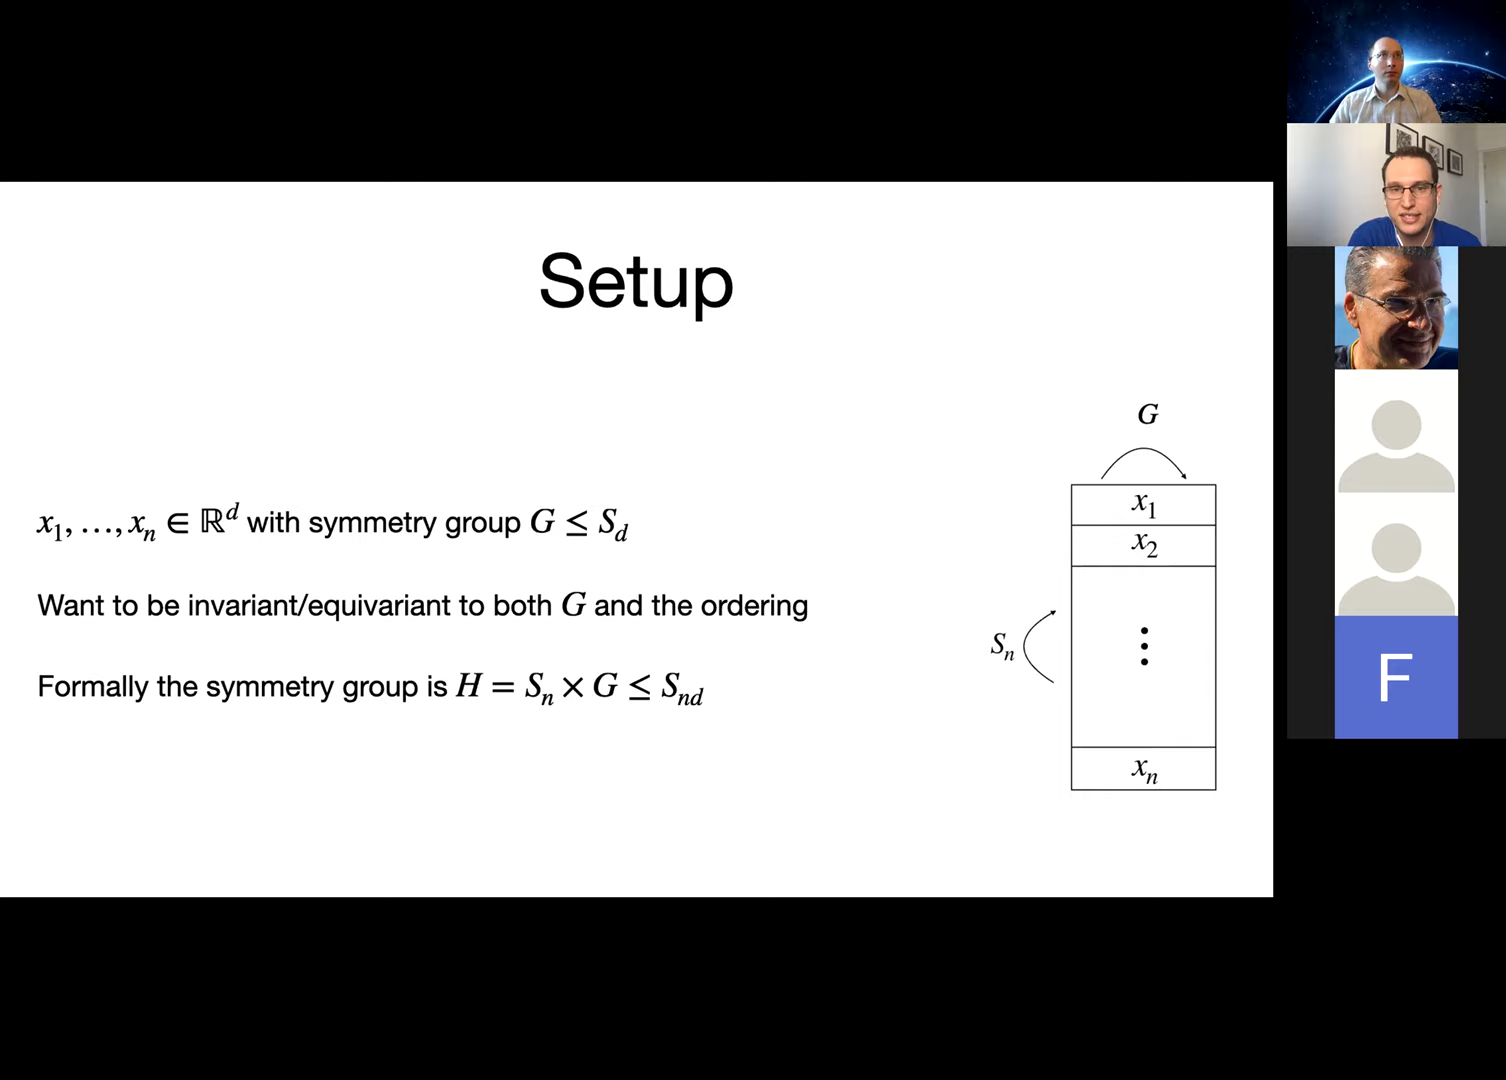 Setup
x₁, …, xₙ ∈ ℝᵈ with symmetry group G ≤ S_d
Want to be invariant/equivariant to both G and the ordering
Formally the symmetry group is H = Sₙ × G ≤ S_nd
G
x₁
x₂
Sₙ
⋮
xₙ
F